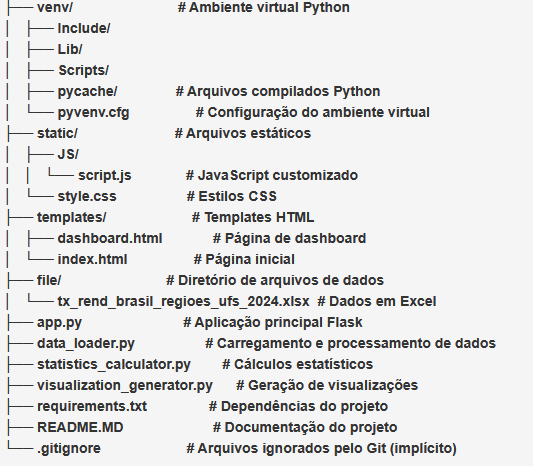 ├── venv/ # Ambiente virtual Python
│ ├── Include/
│ ├── Lib/
│ ├── Scripts/
│ ├── pycache/ # Arquivos compilados Python
│ └── pyvenv.cfg # Configuração do ambiente virtual
├── static/ # Arquivos estáticos
│ ├── JS/
│ │ └── script.js # JavaScript customizado
│ └── style.css # Estilos CSS
├── templates/ # Templates HTML
│ ├── dashboard.html # Página de dashboard
│ └── index.html # Página inicial
├── file/ # Diretório de arquivos de dados
│ └── tx_rend_brasil_regioes_ufs_2024.xlsx # Dados em Excel
├── app.py # Aplicação principal Flask
├── data_loader.py # Carregamento e processamento de dados
├── statistics_calculator.py # Cálculos estatísticos
├── visualization_generator.py # Geração de visualizações
├── requirements.txt # Dependências do projeto
├── README.MD # Documentação do projeto
└── .gitignore # Arquivos ignorados pelo Git (implícito)